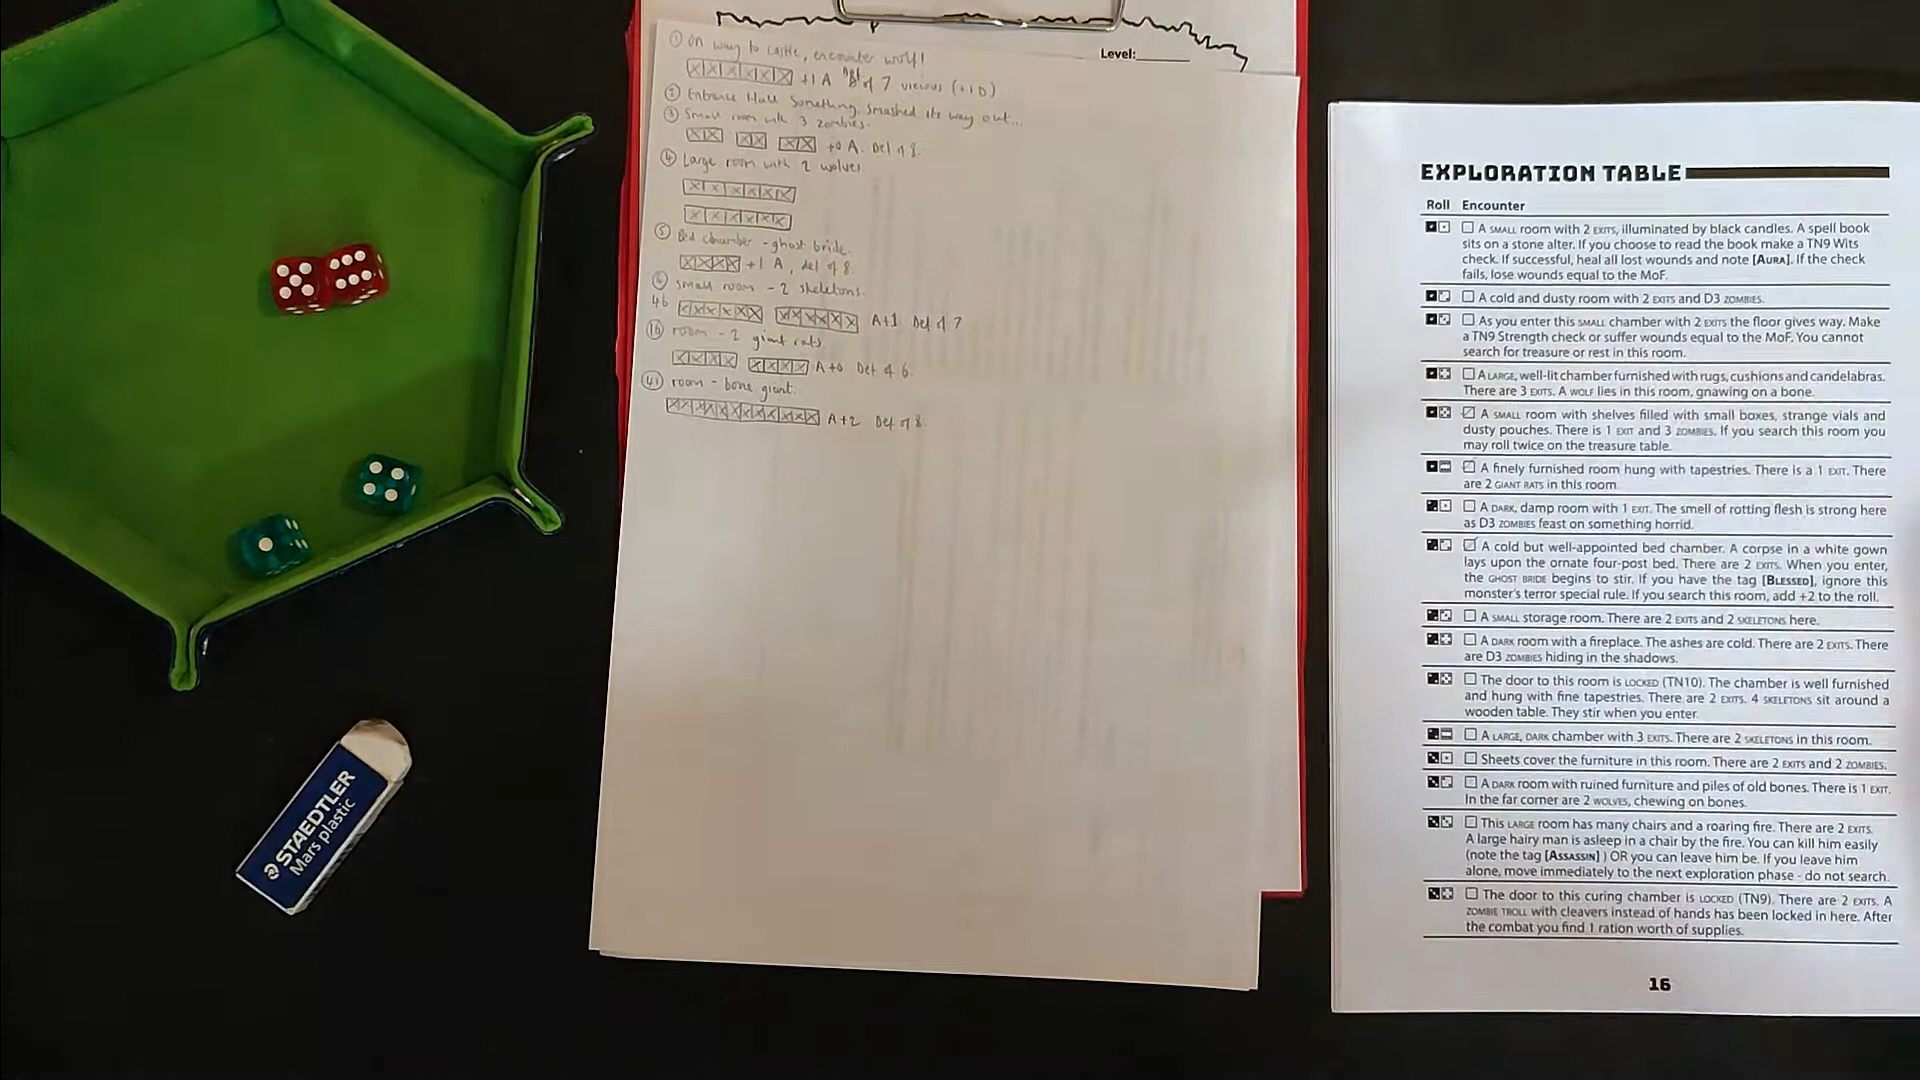 ① On way to castle, encounter wolf!
+1 A Def of 7 vicious (+1D)
② Entrance Hall Something, smashed its way out...
③ Small room with 3 zombies.
+0 A. Def of 8.
④ Large room with 2 wolves
⑤ Bed chamber - ghost bride.
+1 A, def of 8.
⑥ small room - 2 skeletons.
46
A+1 Def of 7
⑯ room - 2 giant rats.
A+0 Def of 6.
㊶ room - bone giant.
A+2 Def of 8.
Level:
STAEDTLER
Mars plastic
EXPLORATION TABLE
Roll Encounter
A SMALL room with 2 EXITS, illuminated by black candles. A spell book
sits on a stone alter. If you choose to read the book make a TN9 Wits
check. If successful, heal all lost wounds and note [AURA]. If the check
fails, lose wounds equal to the MoF.
A cold and dusty room with 2 EXITS and D3 ZOMBIES.
As you enter this SMALL chamber with 2 EXITS the floor gives way. Make
a TN9 Strength check or suffer wounds equal to the MoF. You cannot
search for treasure or rest in this room.
A LARGE, well-lit chamber furnished with rugs, cushions and candelabras.
There are 3 EXITS. A WOLF lies in this room, gnawing on a bone.
A SMALL room with shelves filled with small boxes, strange vials and
dusty pouches. There is 1 EXIT and 3 ZOMBIES. If you search this room you
may roll twice on the treasure table.
A finely furnished room hung with tapestries. There is a 1 EXIT. There
are 2 GIANT RATS in this room.
A DARK, damp room with 1 EXIT. The smell of rotting flesh is strong here
as D3 ZOMBIES feast on something horrid.
A cold but well-appointed bed chamber. A corpse in a white gown
lays upon the ornate four-post bed. There are 2 EXITS. When you enter,
the GHOST BRIDE begins to stir. If you have the tag [BLESSED], ignore this
monster's terror special rule. If you search this room, add +2 to the roll.
A SMALL storage room. There are 2 EXITS and 2 SKELETONS here.
A DARK room with a fireplace. The ashes are cold. There are 2 EXITS. There
are D3 ZOMBIES hiding in the shadows.
The door to this room is LOCKED (TN10). The chamber is well furnished
and hung with fine tapestries. There are 2 EXITS. 4 SKELETONS sit around a
wooden table. They stir when you enter.
A LARGE, DARK chamber with 3 EXITS. There are 2 SKELETONS in this room.
Sheets cover the furniture in this room. There are 2 EXITS and 2 ZOMBIES.
A DARK room with ruined furniture and piles of old bones. There is 1 EXIT.
In the far corner are 2 WOLVES, chewing on bones.
This LARGE room has many chairs and a roaring fire. There are 2 EXITS.
A large hairy man is asleep in a chair by the fire. You can kill him easily
(note the tag [ASSASSIN] ) OR you can leave him be. If you leave him
alone, move immediately to the next exploration phase - do not search.
The door to this curing chamber is LOCKED (TN9). There are 2 EXITS. A
ZOMBIE TROLL with cleavers instead of hands has been locked in here. After
the combat you find 1 ration worth of supplies.
16